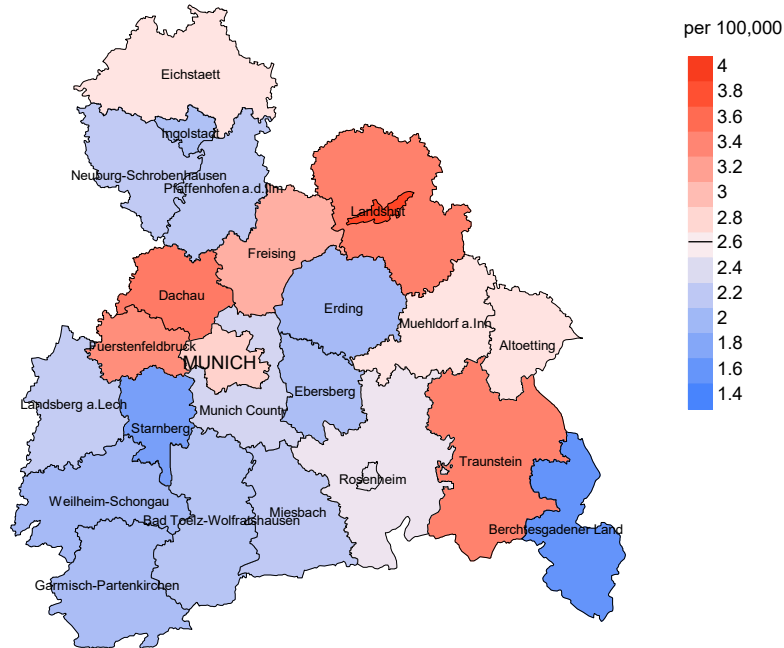 per 100,000
4
3.8
3.6
3.4
3.2
3
2.8
2.6
2.4
2.2
2
1.8
1.6
1.4
Eichstaett
Ingolstadt
Neuburg-Schrobenhausen
Pfaffenhofen a.d.Ilm
Landshut
Freising
Dachau
Erding
Muehldorf a.Inn
Fuerstenfeldbruck
Altoetting
MUNICH
Ebersberg
Landsberg a.Lech
Munich County
Starnberg
Traunstein
Rosenheim
Weilheim-Schongau
Miesbach
Bad Toelz-Wolfratshausen
Berchtesgadener Land
Garmisch-Partenkirchen